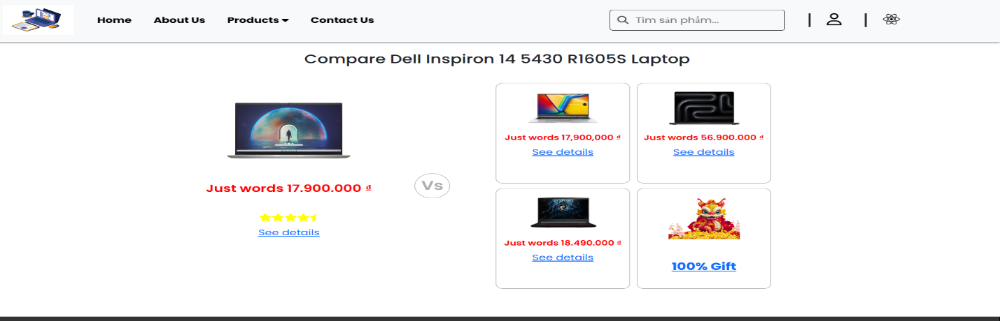 Home About Us Products Contact Us Tìm sản phẩm...
Compare Dell Inspiron 14 5430 R1605S Laptop
Just words 17.900.000 ₫
See details
Vs
Just words 17,900,000 ₫
See details
Just words 56.900.000 ₫
See details
Just words 18.490.000 ₫
See details
100% Gift